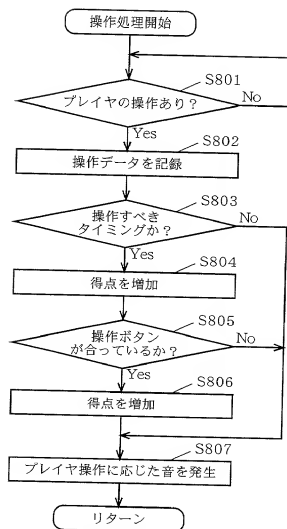 操作処理開始
S801
プレイヤの操作あり？
No
Yes
S802
操作データを記録
S803
操作すべき
タイミングか？
No
Yes
S804
得点を増加
S805
操作ボタン
が合っているか？
No
Yes
S806
得点を増加
S807
プレイヤ操作に応じた音を発生
リターン